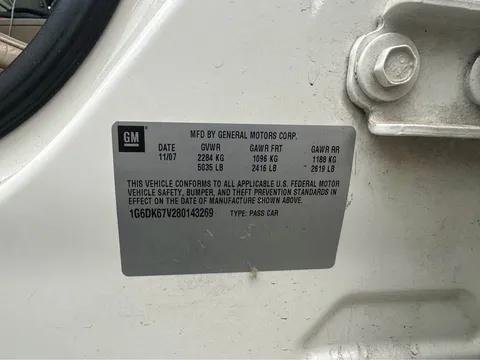 GM
MFD BY GENERAL MOTORS CORP.
DATE GVWR GAWR FRT GAWR RR
11/07 2284 KG 1096 KG 1188 KG
5035 LB 2416 LB 2619 LB
THIS VEHICLE CONFORMS TO ALL APPLICABLE U.S. FEDERAL MOTOR
VEHICLE SAFETY, BUMPER, AND THEFT PREVENTION STANDARDS IN
EFFECT ON THE DATE OF MANUFACTURE SHOWN ABOVE.
1G6DK67V280143269 TYPE: PASS CAR